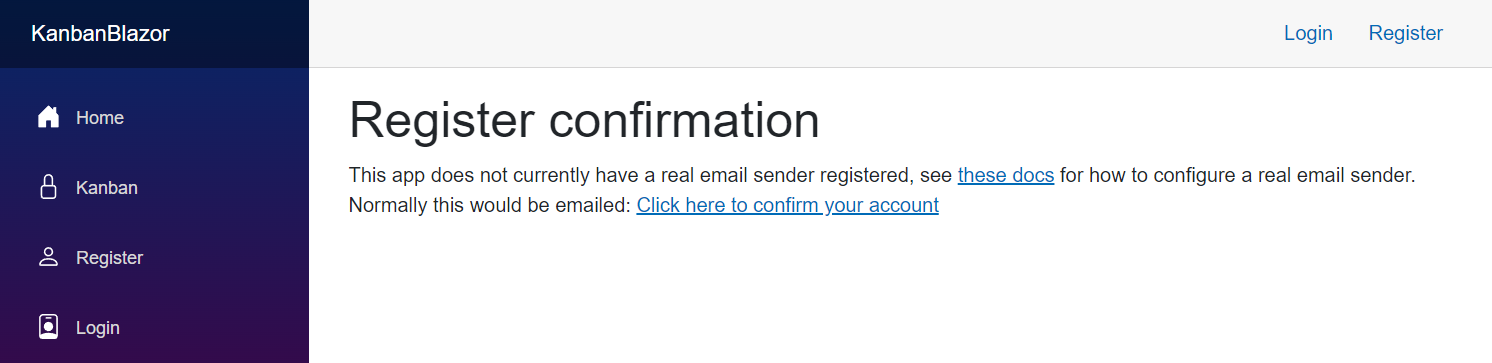 KanbanBlazor
Login
Register
Home
Kanban
Register
Login
Register confirmation
This app does not currently have a real email sender registered, see these docs for how to configure a real email sender.
Normally this would be emailed: Click here to confirm your account